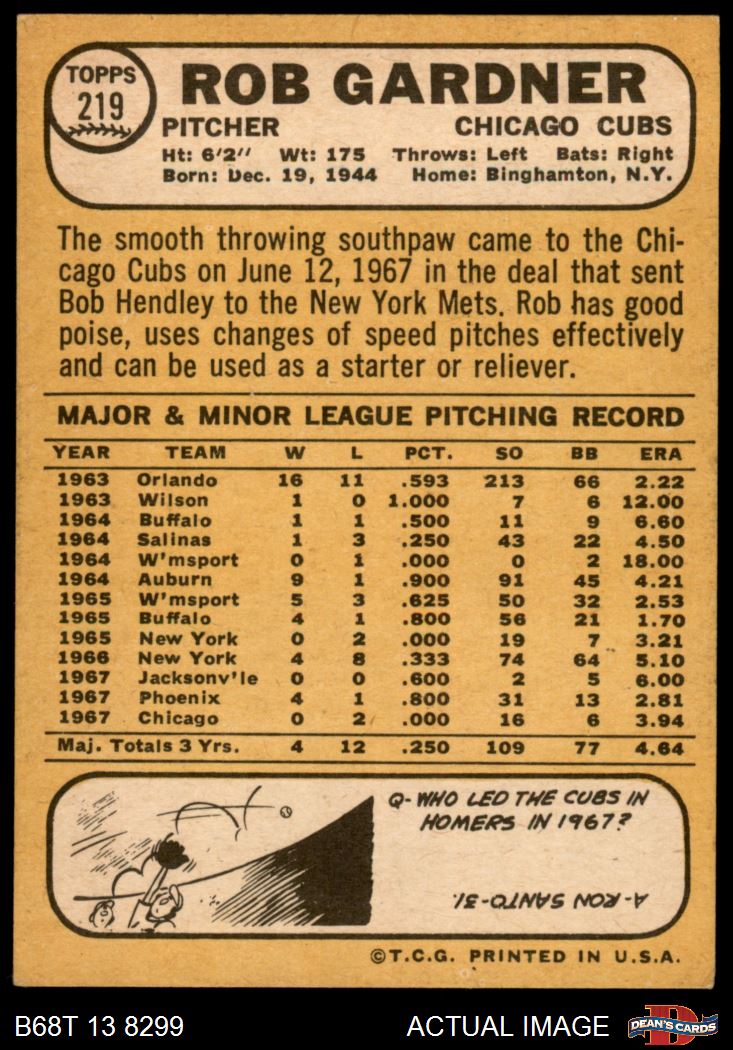 TOPPS
219
ROB GARDNER
PITCHER CHICAGO CUBS
Ht: 6'2" Wt: 175 Throws: Left Bats: Right
Born: Dec. 19, 1944 Home: Binghamton, N.Y.
The smooth throwing southpaw came to the Chi-
cago Cubs on June 12, 1967 in the deal that sent
Bob Hendley to the New York Mets. Rob has good
poise, uses changes of speed pitches effectively
and can be used as a starter or reliever.
MAJOR & MINOR LEAGUE PITCHING RECORD
YEAR TEAM W L PCT. SO BB ERA
1963 Orlando 16 11 .593 213 66 2.22
1963 Wilson 1 0 1.000 7 6 12.00
1964 Buffalo 1 1 .500 11 9 6.60
1964 Salinas 1 3 .250 43 22 4.50
1964 W'msport 0 1 .000 0 2 18.00
1964 Auburn 9 1 .900 91 45 4.21
1965 W'msport 5 3 .625 50 32 2.53
1965 Buffalo 4 1 .800 56 21 1.70
1965 New York 0 2 .000 19 7 3.21
1966 New York 4 8 .333 74 64 5.10
1967 Jacksonv'le 0 0 .600 2 5 6.00
1967 Phoenix 4 1 .800 31 13 2.81
1967 Chicago 0 2 .000 16 6 3.94
Maj. Totals 3 Yrs. 4 12 .250 109 77 4.64
Q- WHO LED THE CUBS IN
HOMERS IN 1967?
A- RON SANTO-31.
©T.C.G. PRINTED IN U.S.A.
B68T 13 8299 ACTUAL IMAGE
DEAN'S CARDS